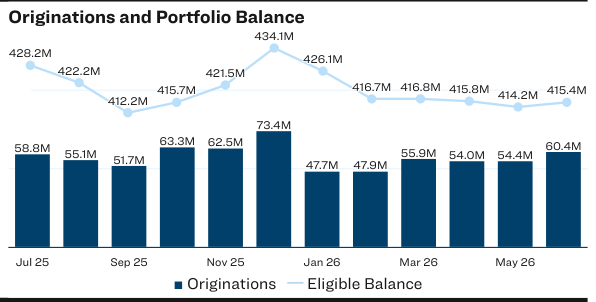 Originations and Portfolio Balance
428.2M
422.2M
412.2M
415.7M
421.5M
434.1M
426.1M
416.7M
416.8M
415.8M
414.2M
415.4M
58.8M
55.1M
51.7M
63.3M
62.5M
73.4M
47.7M
47.9M
55.9M
54.0M
54.4M
60.4M
Jul 25
Sep 25
Nov 25
Jan 26
Mar 26
May 26
Originations
Eligible Balance